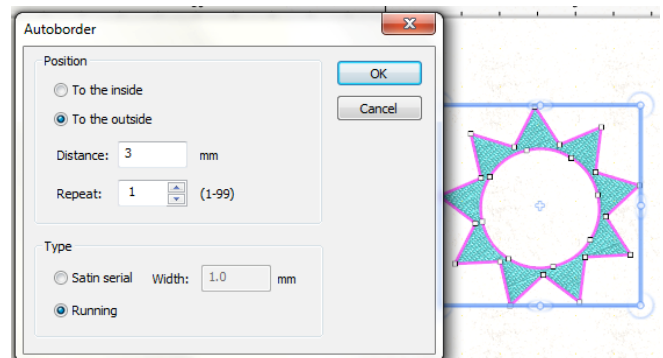 Autoborder
Position
To the inside
To the outside
Distance: 3 mm
Repeat: 1 (1-99)
OK
Cancel
Type
Satin serial Width: 1.0 mm
Running